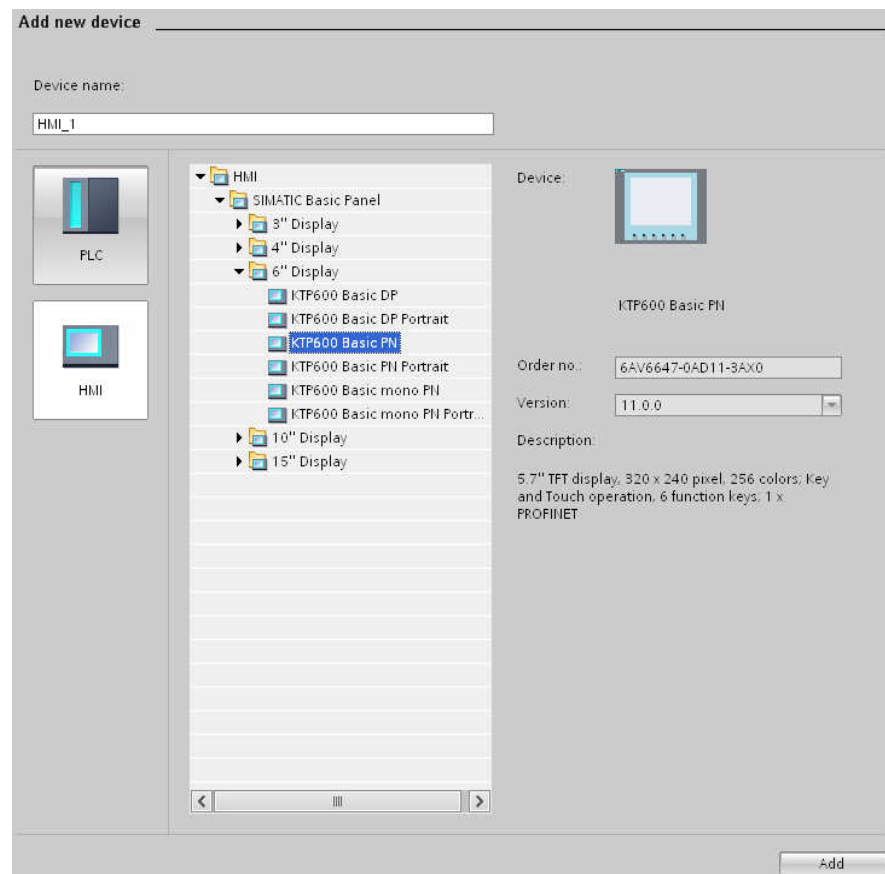 Add new device
Device name:
HMI_1
PLC
HMI
HMI
SIMATIC Basic Panel
3" Display
4" Display
6" Display
KTP600 Basic DP
KTP600 Basic DP Portrait
KTP600 Basic PN
KTP600 Basic PN Portrait
KTP600 Basic mono PN
KTP600 Basic mono PN Portr...
10" Display
15" Display
Device:
KTP600 Basic PN
Order no.:
6AV6647-0AD11-3AX0
Version:
11.0.0
Description:
5.7" TFT display, 320 x 240 pixel, 256 colors; Key
and Touch operation, 6 function keys; 1 x
PROFINET
Add